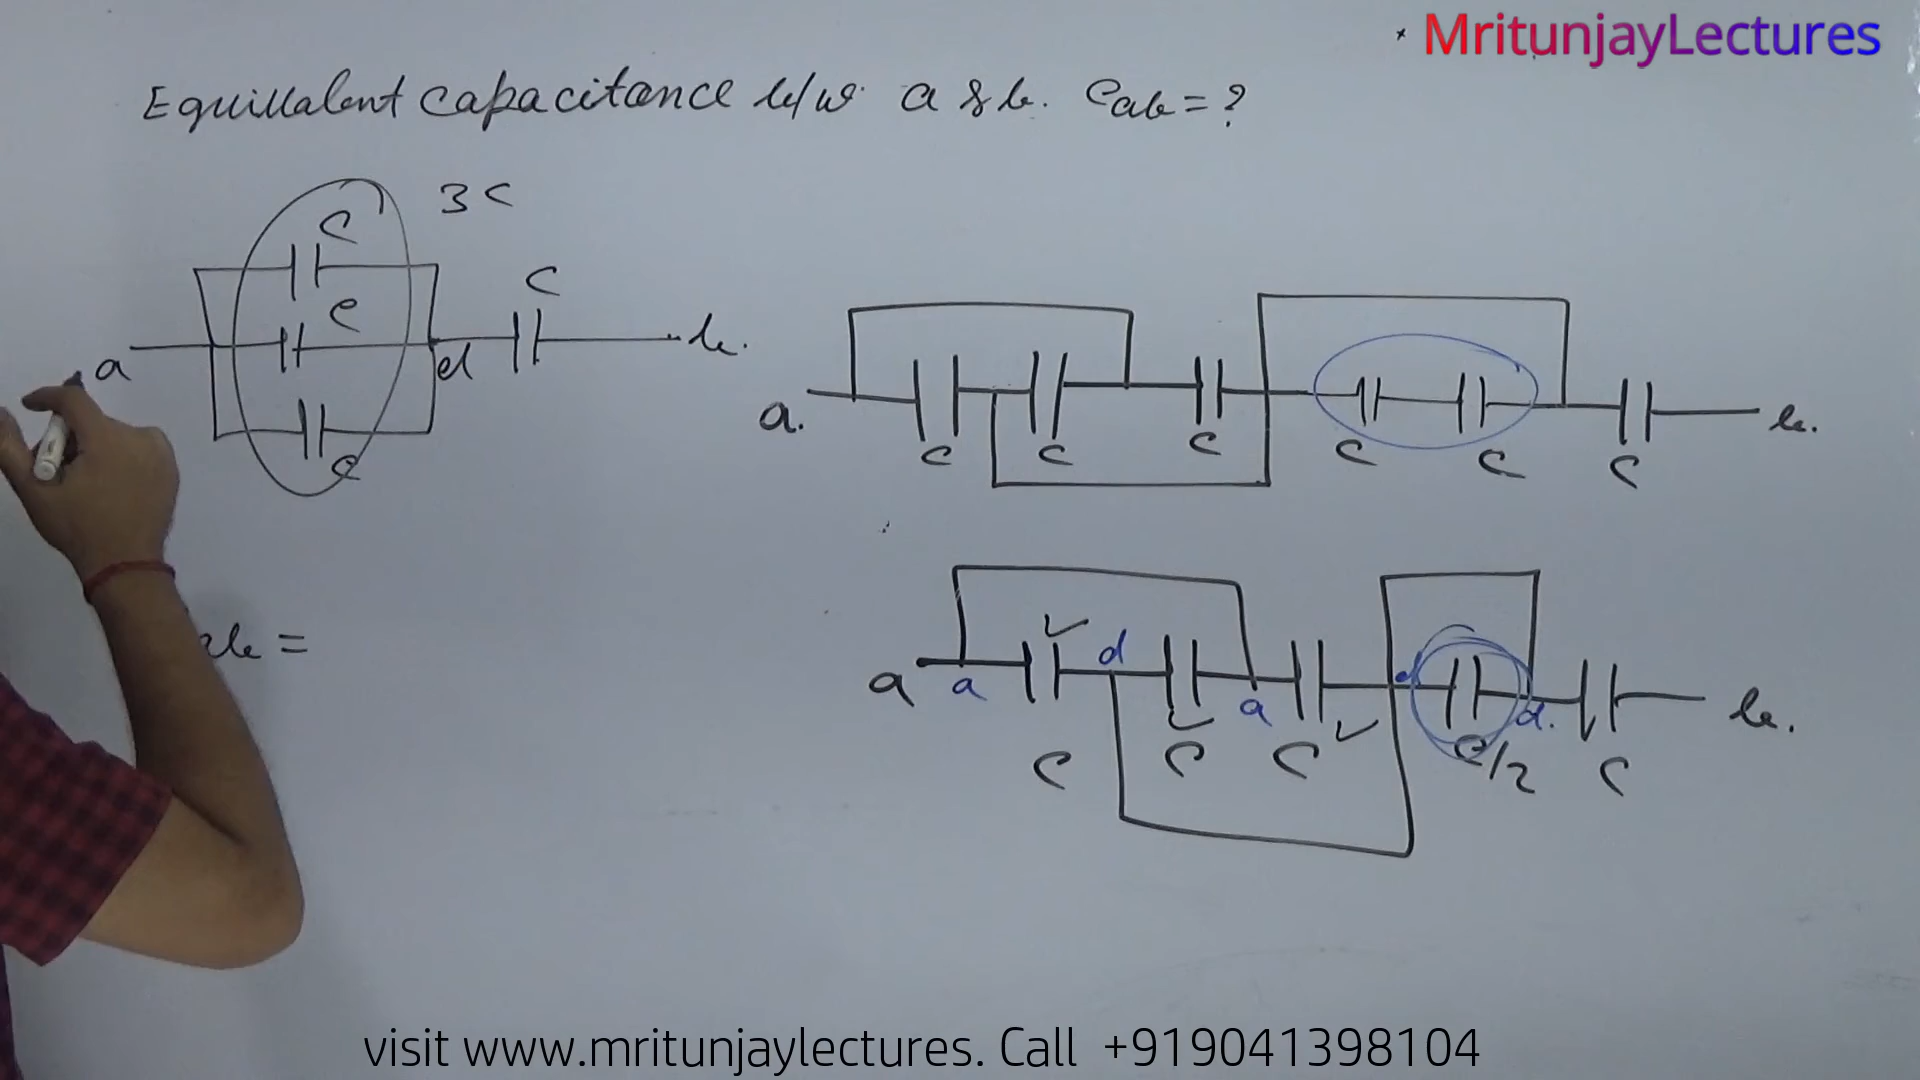 MritunjayLectures
Equillalent capacitance b/w a & b. Cab = ?
3C
C
C
C
C
a
d
b.
a.
C
C
C
C
C
C
b.
ab =
d
a
a
a
d
d.
b.
C
C
C
C/2
C
visit www.mritunjaylectures. Call +919041398104